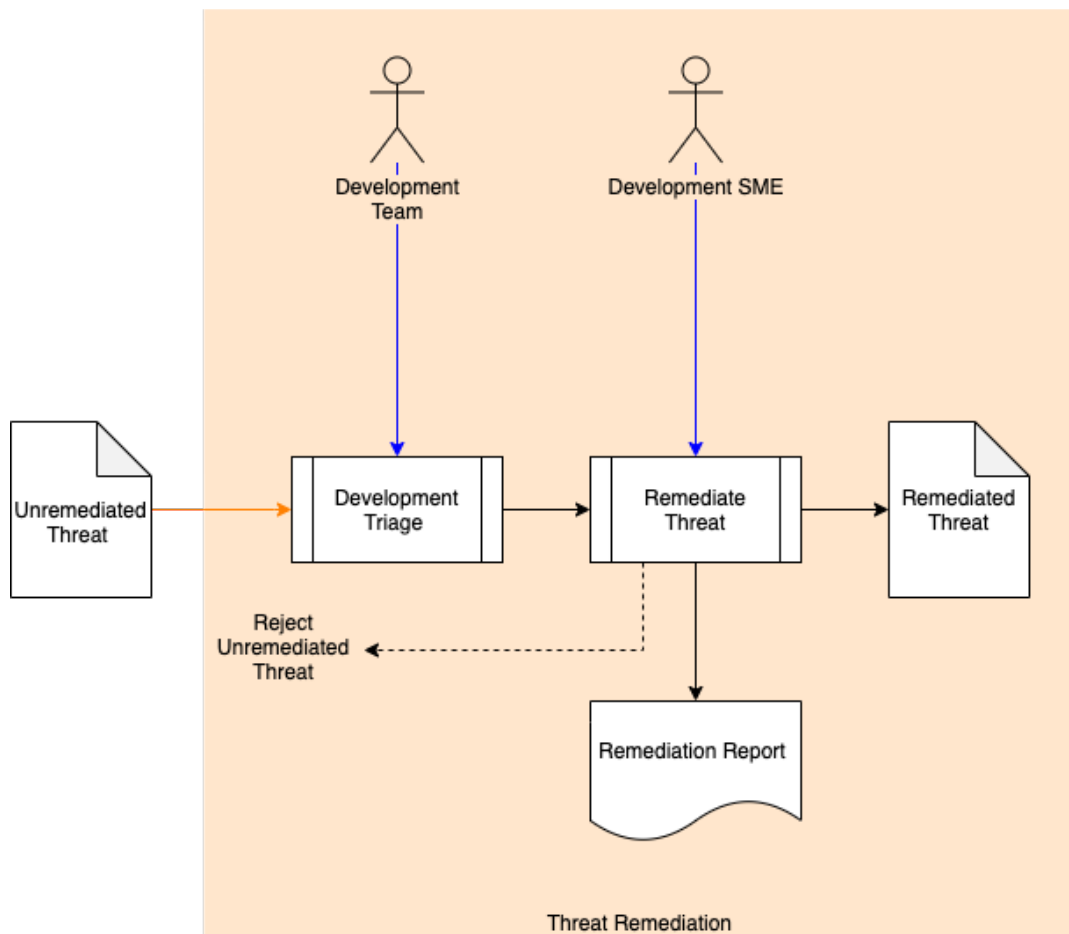 Development
Team
Development SME
Unremediated
Threat
Development
Triage
Remediate
Threat
Remediated
Threat
Reject
Unremediated
Threat
Remediation Report
Threat Remediation